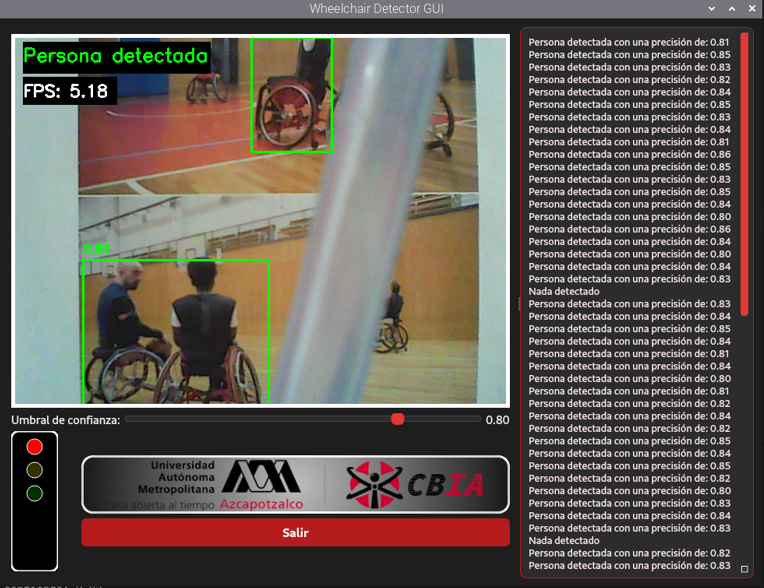 Wheelchair Detector GUI
Persona detectada
FPS: 5.18
0.81
Umbral de confianza:
0.80
Universidad
Autónoma
Metropolitana
Casa abierta al tiempo Azcapotzalco
CBIA
Salir
Persona detectada con una precisión de: 0.81
Persona detectada con una precisión de: 0.85
Persona detectada con una precisión de: 0.83
Persona detectada con una precisión de: 0.82
Persona detectada con una precisión de: 0.84
Persona detectada con una precisión de: 0.85
Persona detectada con una precisión de: 0.83
Persona detectada con una precisión de: 0.84
Persona detectada con una precisión de: 0.81
Persona detectada con una precisión de: 0.86
Persona detectada con una precisión de: 0.85
Persona detectada con una precisión de: 0.83
Persona detectada con una precisión de: 0.85
Persona detectada con una precisión de: 0.84
Persona detectada con una precisión de: 0.80
Persona detectada con una precisión de: 0.86
Persona detectada con una precisión de: 0.84
Persona detectada con una precisión de: 0.80
Persona detectada con una precisión de: 0.84
Persona detectada con una precisión de: 0.83
Nada detectado
Persona detectada con una precisión de: 0.83
Persona detectada con una precisión de: 0.84
Persona detectada con una precisión de: 0.85
Persona detectada con una precisión de: 0.84
Persona detectada con una precisión de: 0.81
Persona detectada con una precisión de: 0.84
Persona detectada con una precisión de: 0.80
Persona detectada con una precisión de: 0.81
Persona detectada con una precisión de: 0.82
Persona detectada con una precisión de: 0.84
Persona detectada con una precisión de: 0.82
Persona detectada con una precisión de: 0.85
Persona detectada con una precisión de: 0.84
Persona detectada con una precisión de: 0.85
Persona detectada con una precisión de: 0.82
Persona detectada con una precisión de: 0.80
Persona detectada con una precisión de: 0.83
Persona detectada con una precisión de: 0.84
Persona detectada con una precisión de: 0.83
Nada detectado
Persona detectada con una precisión de: 0.82
Persona detectada con una precisión de: 0.83